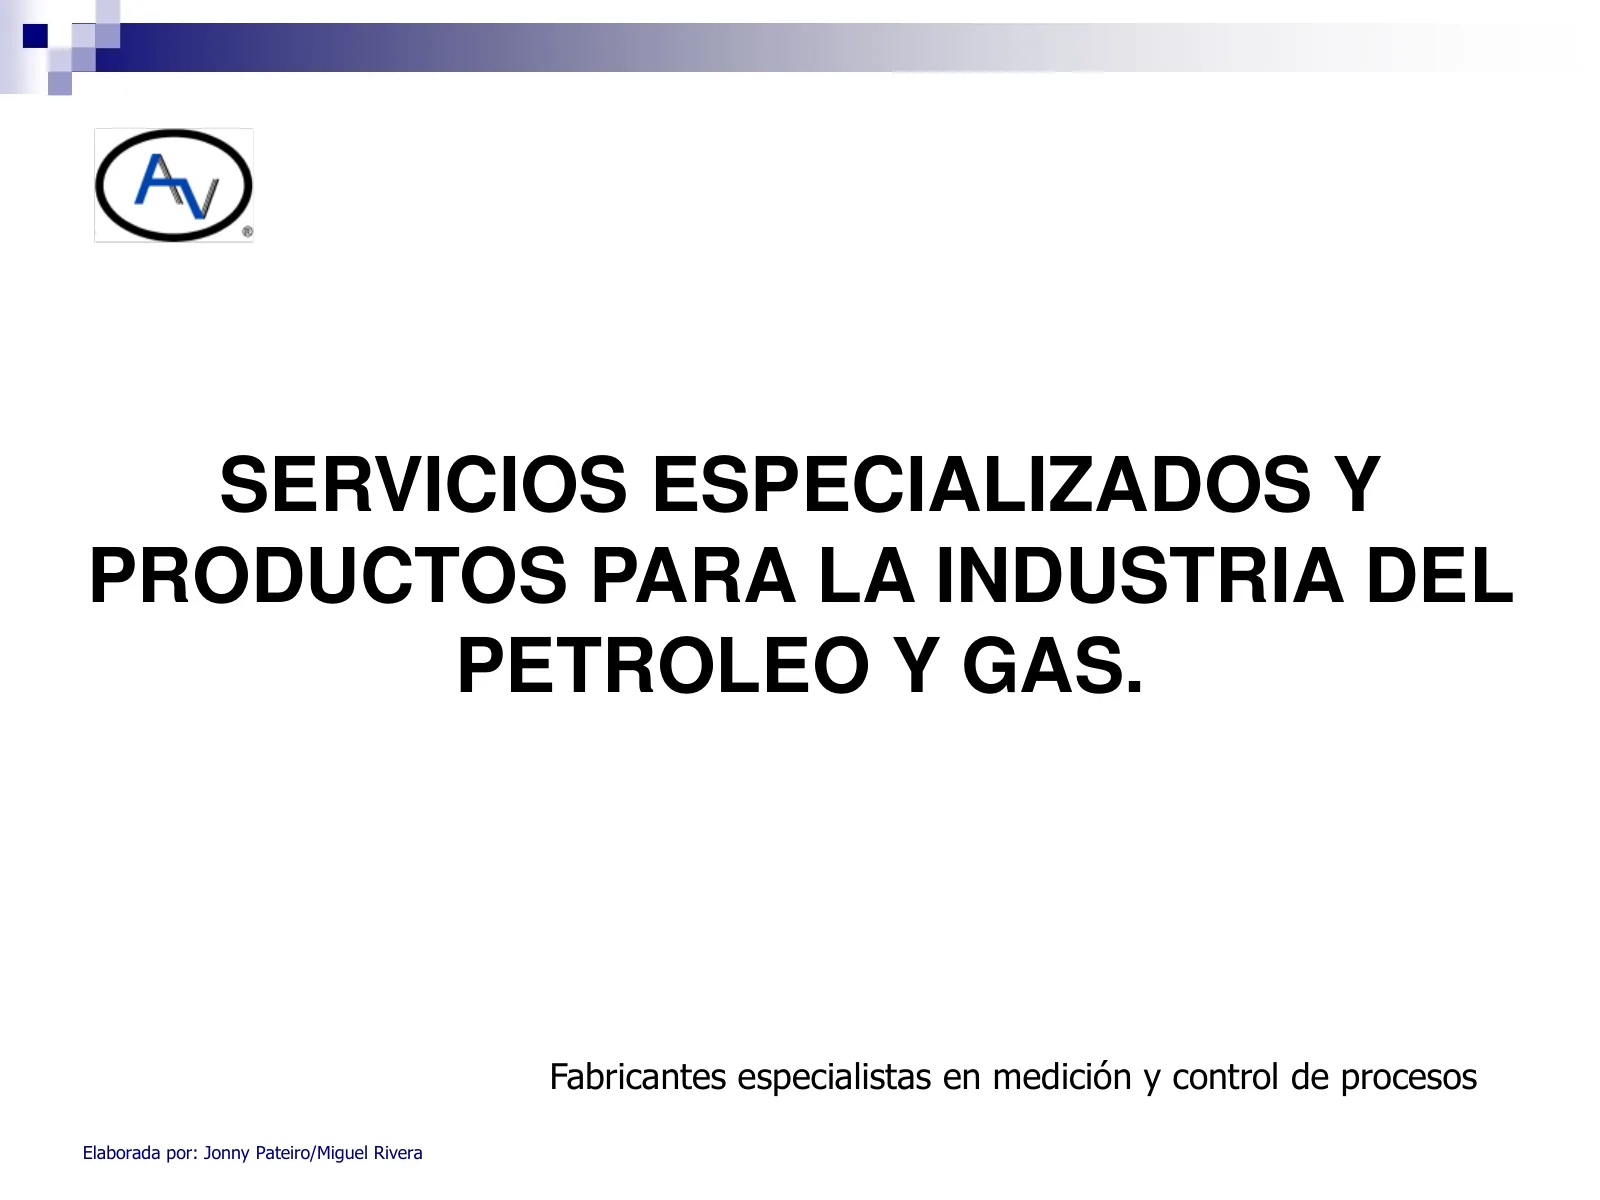 AV
®
SERVICIOS ESPECIALIZADOS Y
PRODUCTOS PARA LA INDUSTRIA DEL
PETROLEO Y GAS.
Fabricantes especialistas en medición y control de procesos
Elaborada por: Jonny Pateiro/Miguel Rivera